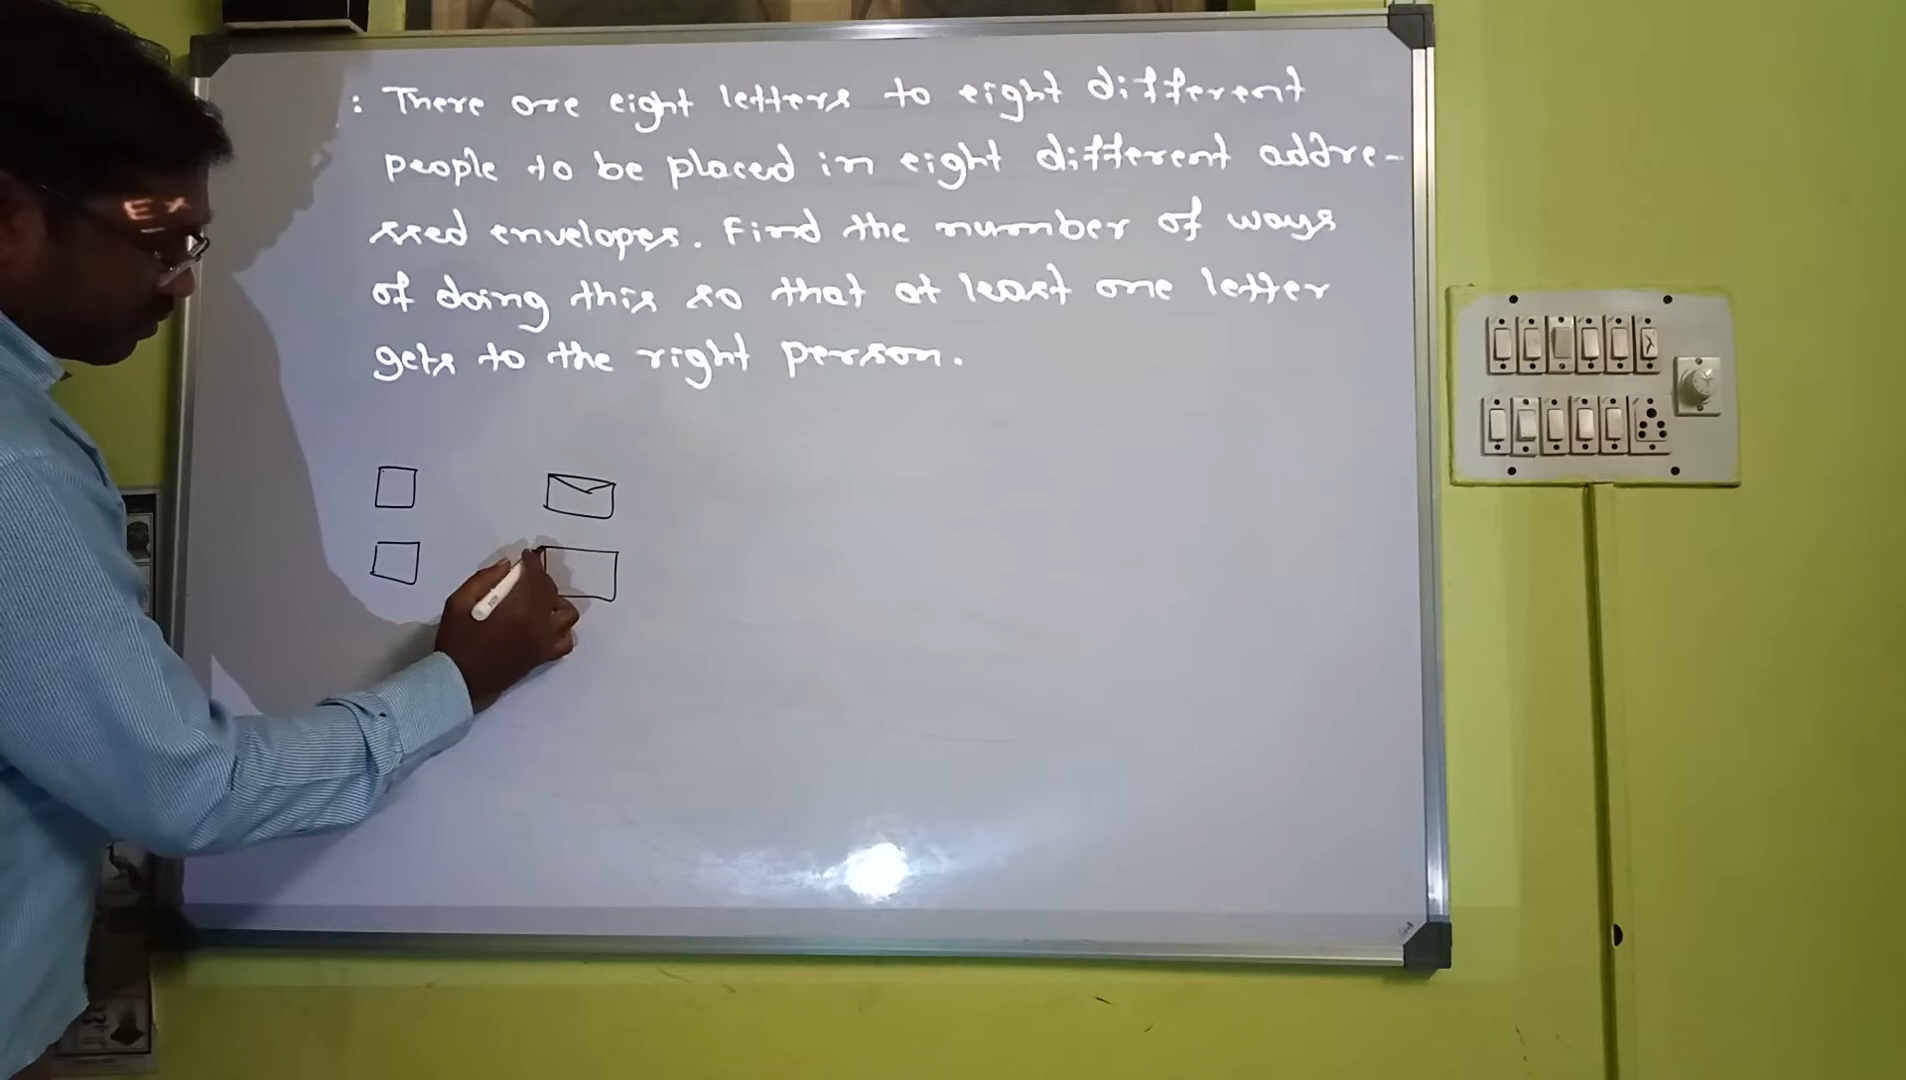 Ex : There are eight letters to eight different
people to be placed in eight different addre-
ssed envelopes. Find the number of ways
of doing this so that at least one letter
gets to the right person.